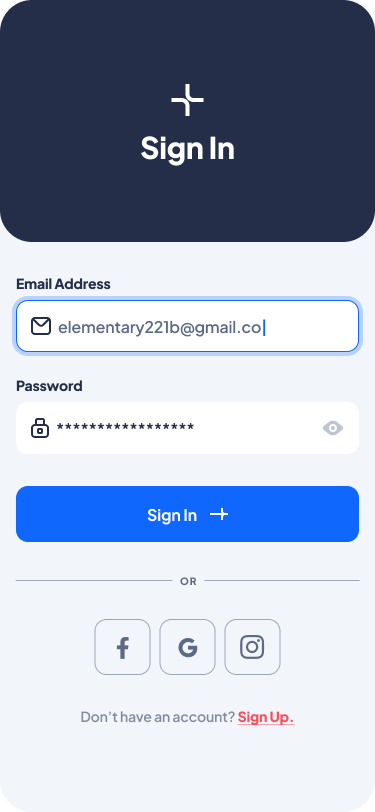 Sign In
Email Address
elementary221b@gmail.co
Password
*****************
Sign In
OR
Don't have an account? Sign Up.